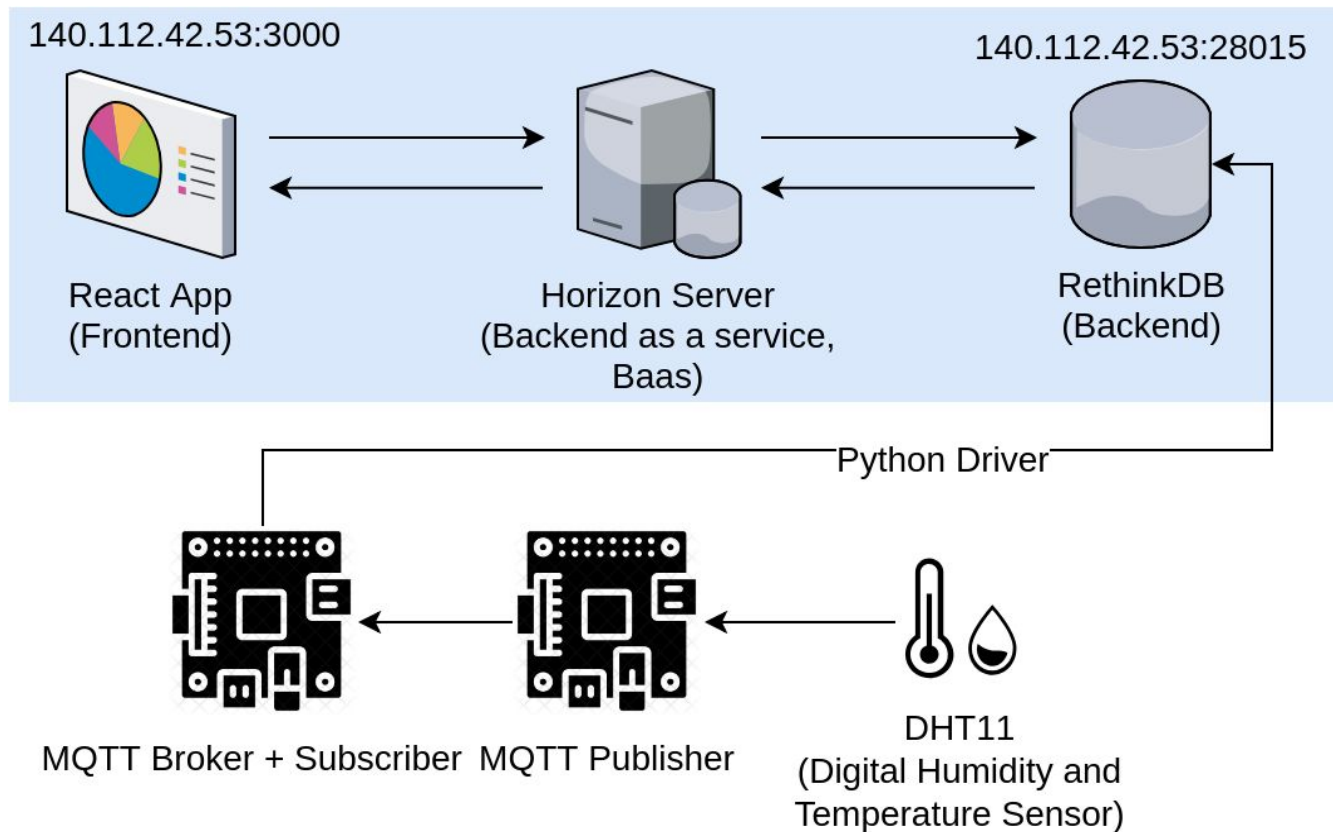 140.112.42.53:3000
140.112.42.53:28015
React App
(Frontend)
Horizon Server
(Backend as a service,
Baas)
RethinkDB
(Backend)
Python Driver
MQTT Broker + Subscriber
MQTT Publisher
DHT11
(Digital Humidity and
Temperature Sensor)